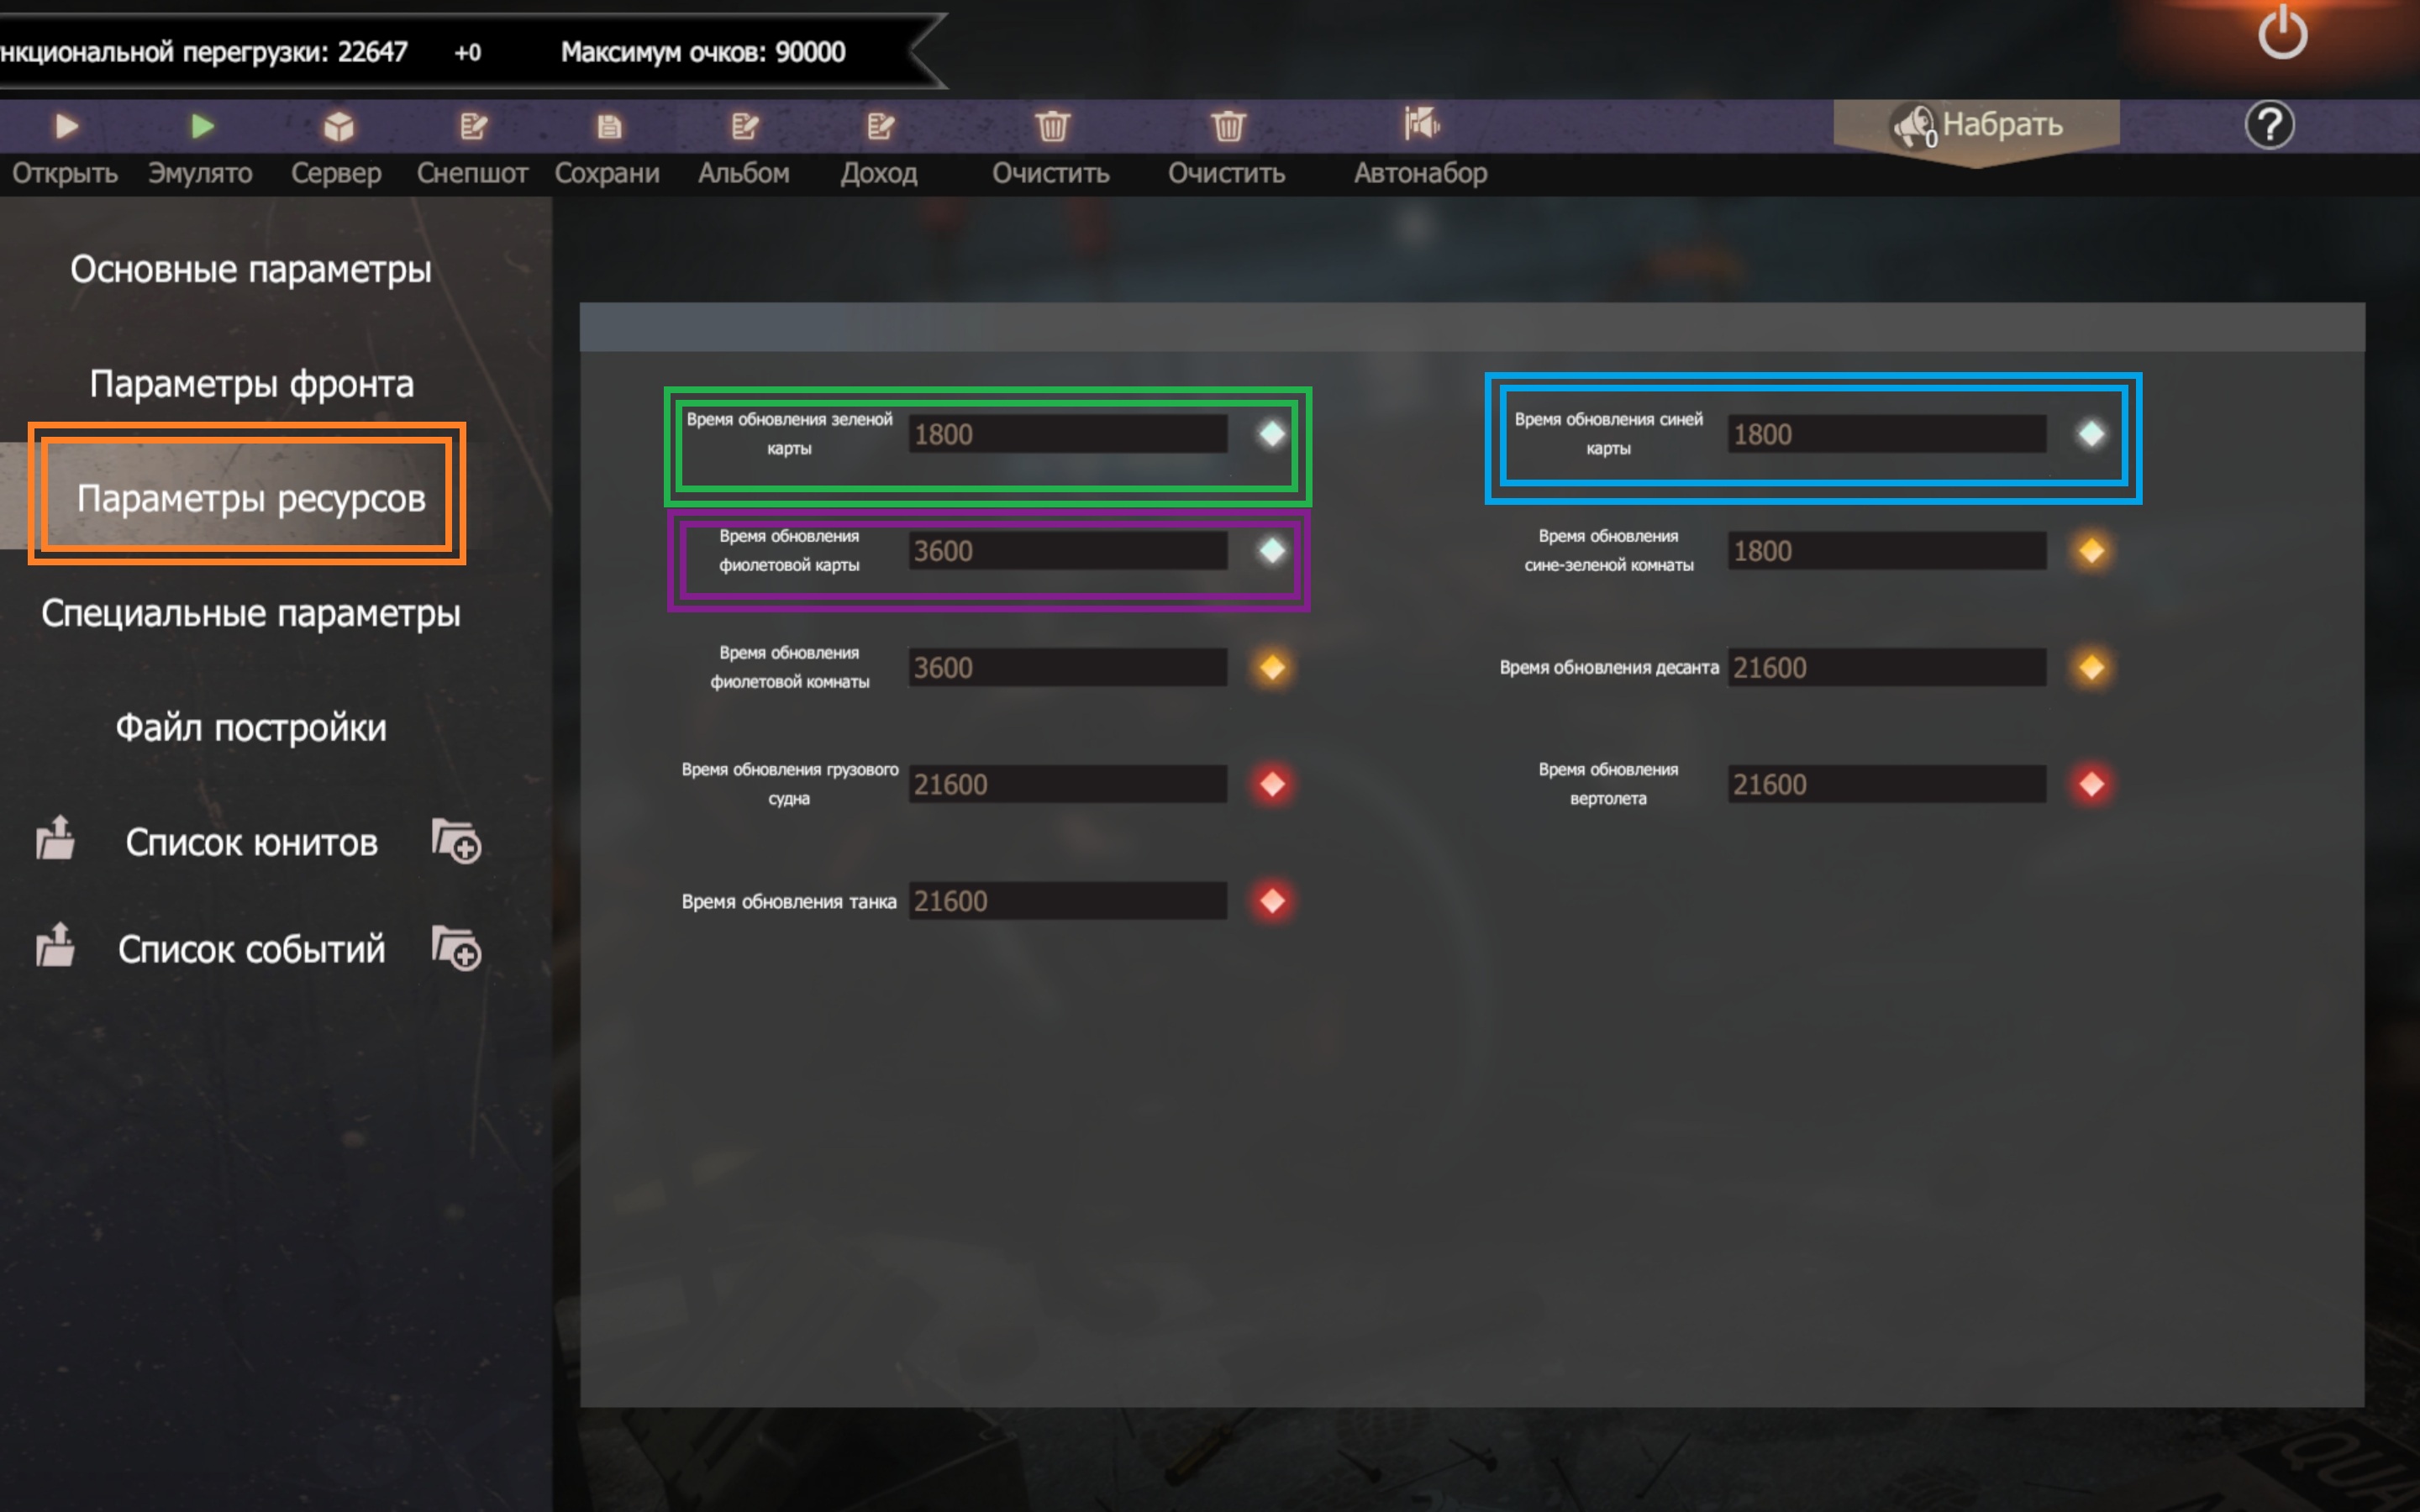 нкциональной перегрузки: 22647 +0 Максимум очков: 90000
0 Набрать ?
Открыть Эмулято Сервер Снепшот Сохрани Альбом Доход Очистить Очистить Автонабор
Основные параметры
Параметры фронта
Параметры ресурсов
Специальные параметры
Файл постройки
Список юнитов
Список событий
Время обновления зеленой
карты
1800
Время обновления синей
карты
1800
Время обновления
фиолетовой карты
3600
Время обновления
сине-зеленой комнаты
1800
Время обновления
фиолетовой комнаты
3600
Время обновления десанта
21600
Время обновления грузового
судна
21600
Время обновления
вертолета
21600
Время обновления танка
21600
QUA